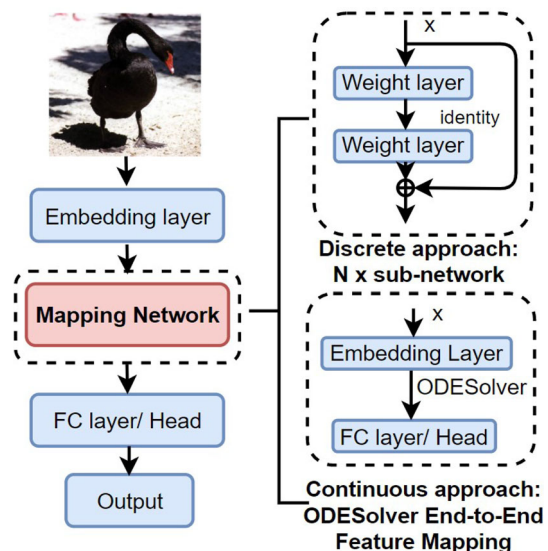 Embedding layer
Mapping Network
FC layer/ Head
Output
x
Weight layer
identity
Weight layer
Discrete approach:
N x sub-network
x
Embedding Layer
ODESolver
FC layer/ Head
Continuous approach:
ODESolver End-to-End
Feature Mapping